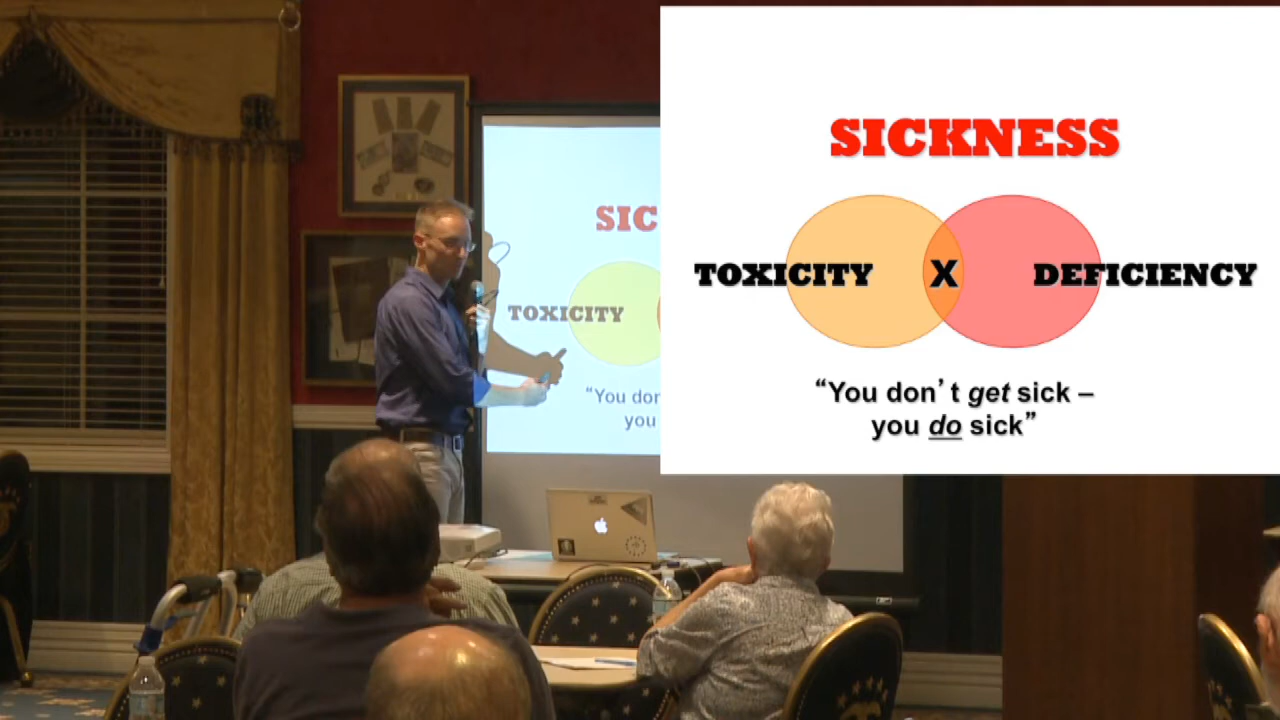 SICKNESS
TOXICITY X DEFICIENCY
“You don’t get sick –
you do sick”
SIC
TOXICITY
“You don
you